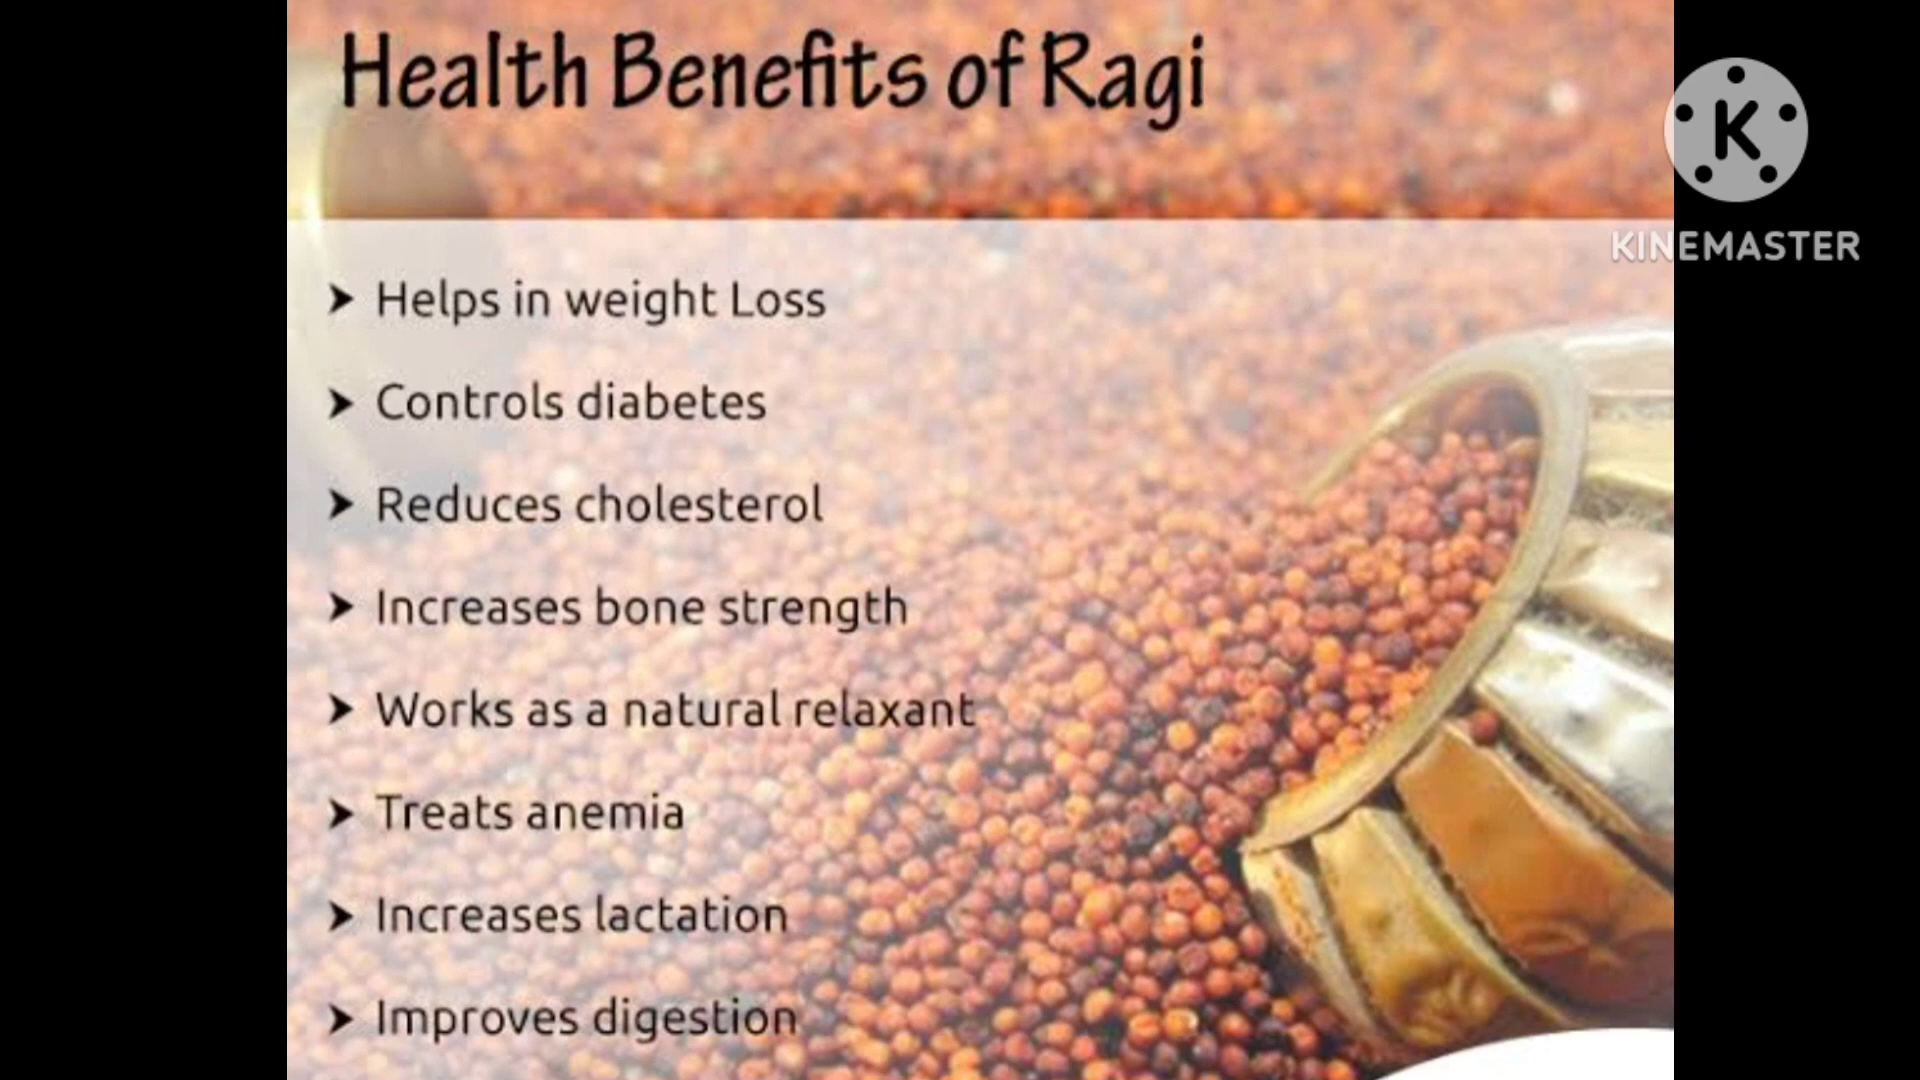 Health Benefits of Ragi
K
KINEMASTER
➤ Helps in weight Loss
➤ Controls diabetes
➤ Reduces cholesterol
➤ Increases bone strength
➤ Works as a natural relaxant
➤ Treats anemia
➤ Increases lactation
➤ Improves digestion